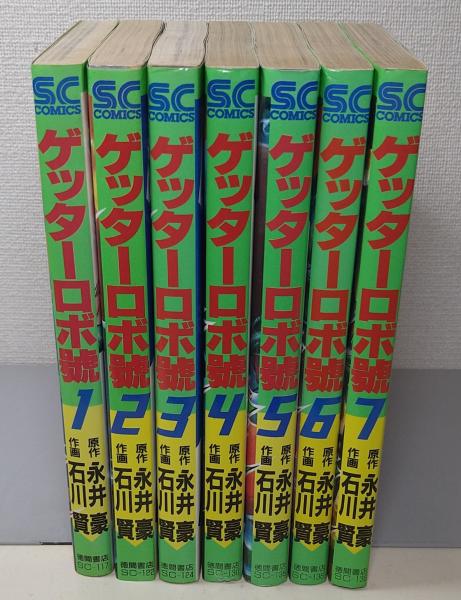 SC
COMICS
ゲッターロボ號
1
原作 永井豪
作画 石川賢
徳間書店
SC-117
SC
COMICS
ゲッターロボ號
2
原作 永井豪
作画 石川賢
徳間書店
SC
COMICS
ゲッターロボ號
3
原作 永井豪
作画 石川賢
徳間書店
SC-124
SC
COMICS
ゲッターロボ號
4
原作 永井豪
作画 石川賢
徳間書店
SC
COMICS
ゲッターロボ號
5
原作 永井豪
作画 石川賢
徳間書店
SC
COMICS
ゲッターロボ號
6
原作 永井豪
作画 石川賢
徳間書店
SC
COMICS
ゲッターロボ號
7
原作 永井豪
作画 石川賢
徳間書店